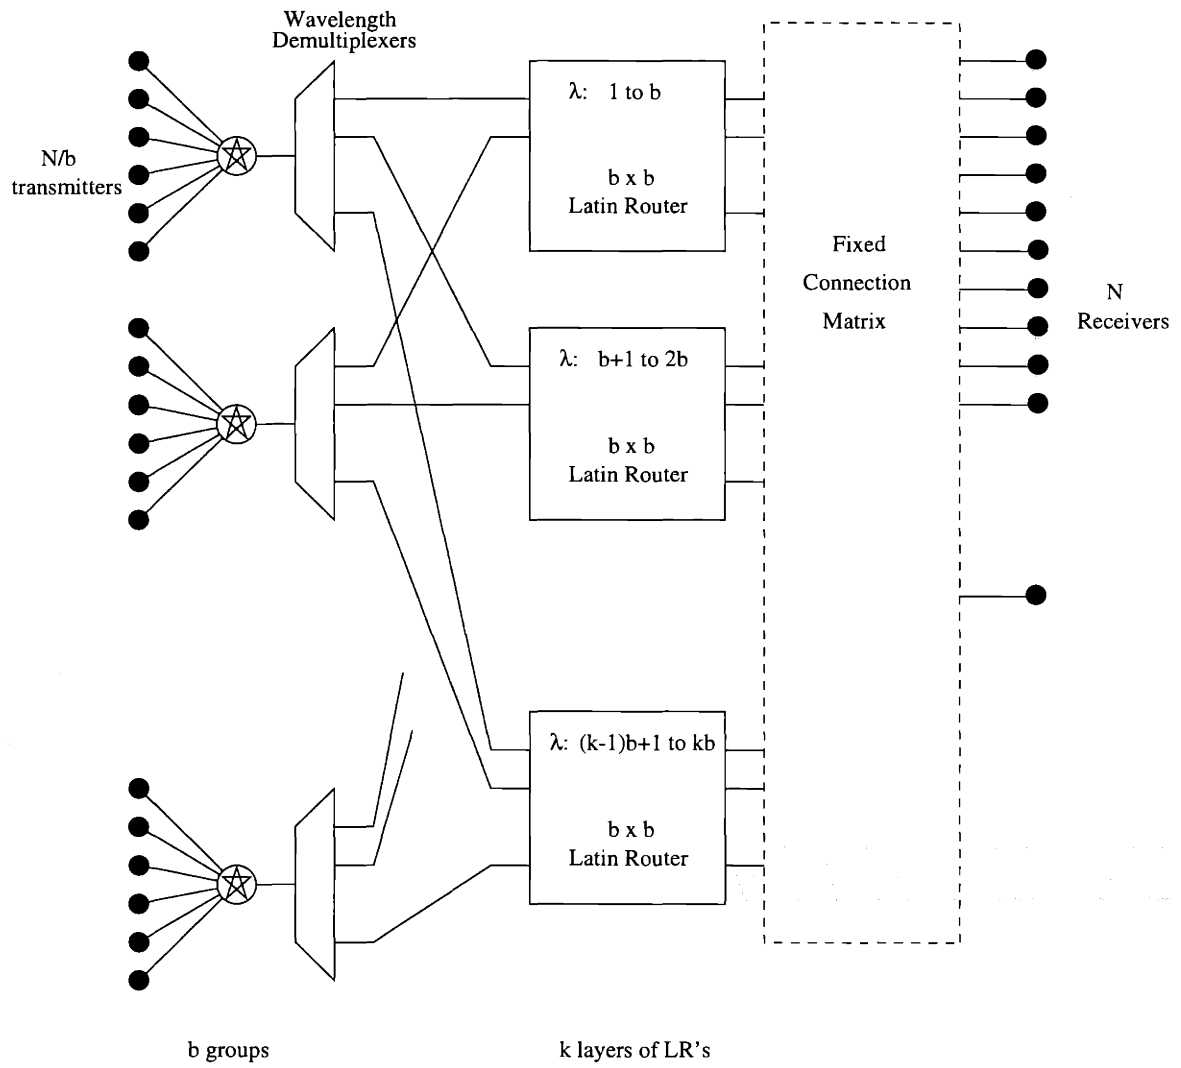 Wavelength
Demultiplexers
N/b
transmitters
λ: 1 to b
b x b
Latin Router
Fixed
Connection
Matrix
N
Receivers
λ: b+1 to 2b
b x b
Latin Router
λ: (k-1)b+1 to kb
b x b
Latin Router
b groups
k layers of LR's